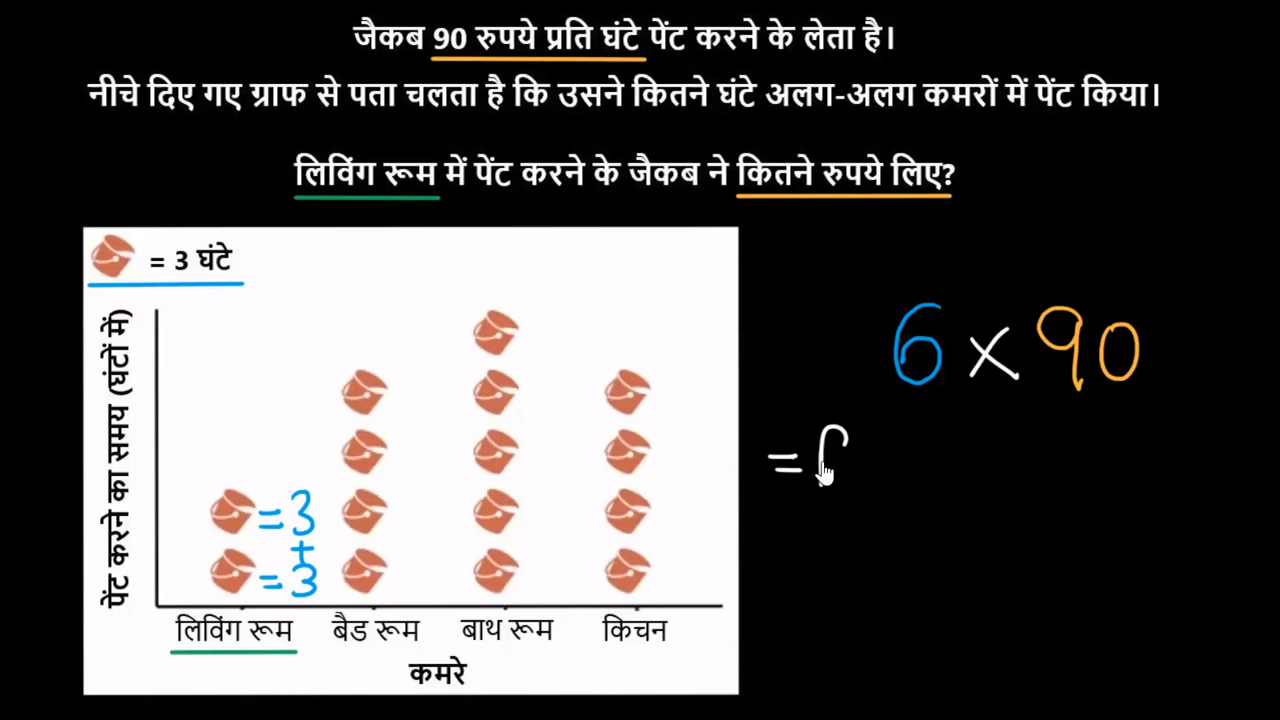 जैकब 90 रुपये प्रति घंटे पेंट करने के लेता है।
नीचे दिए गए ग्राफ से पता चलता है कि उसने कितने घंटे अलग-अलग कमरों में पेंट किया।
लिविंग रूम में पेंट करने के जैकब ने कितने रुपये लिए?
= 3 घंटे
पेंट करने का समय (घंटों में)
= 3
+
= 3
लिविंग रूम बैड रूम बाथ रूम किचन
कमरे
6 × 90
=